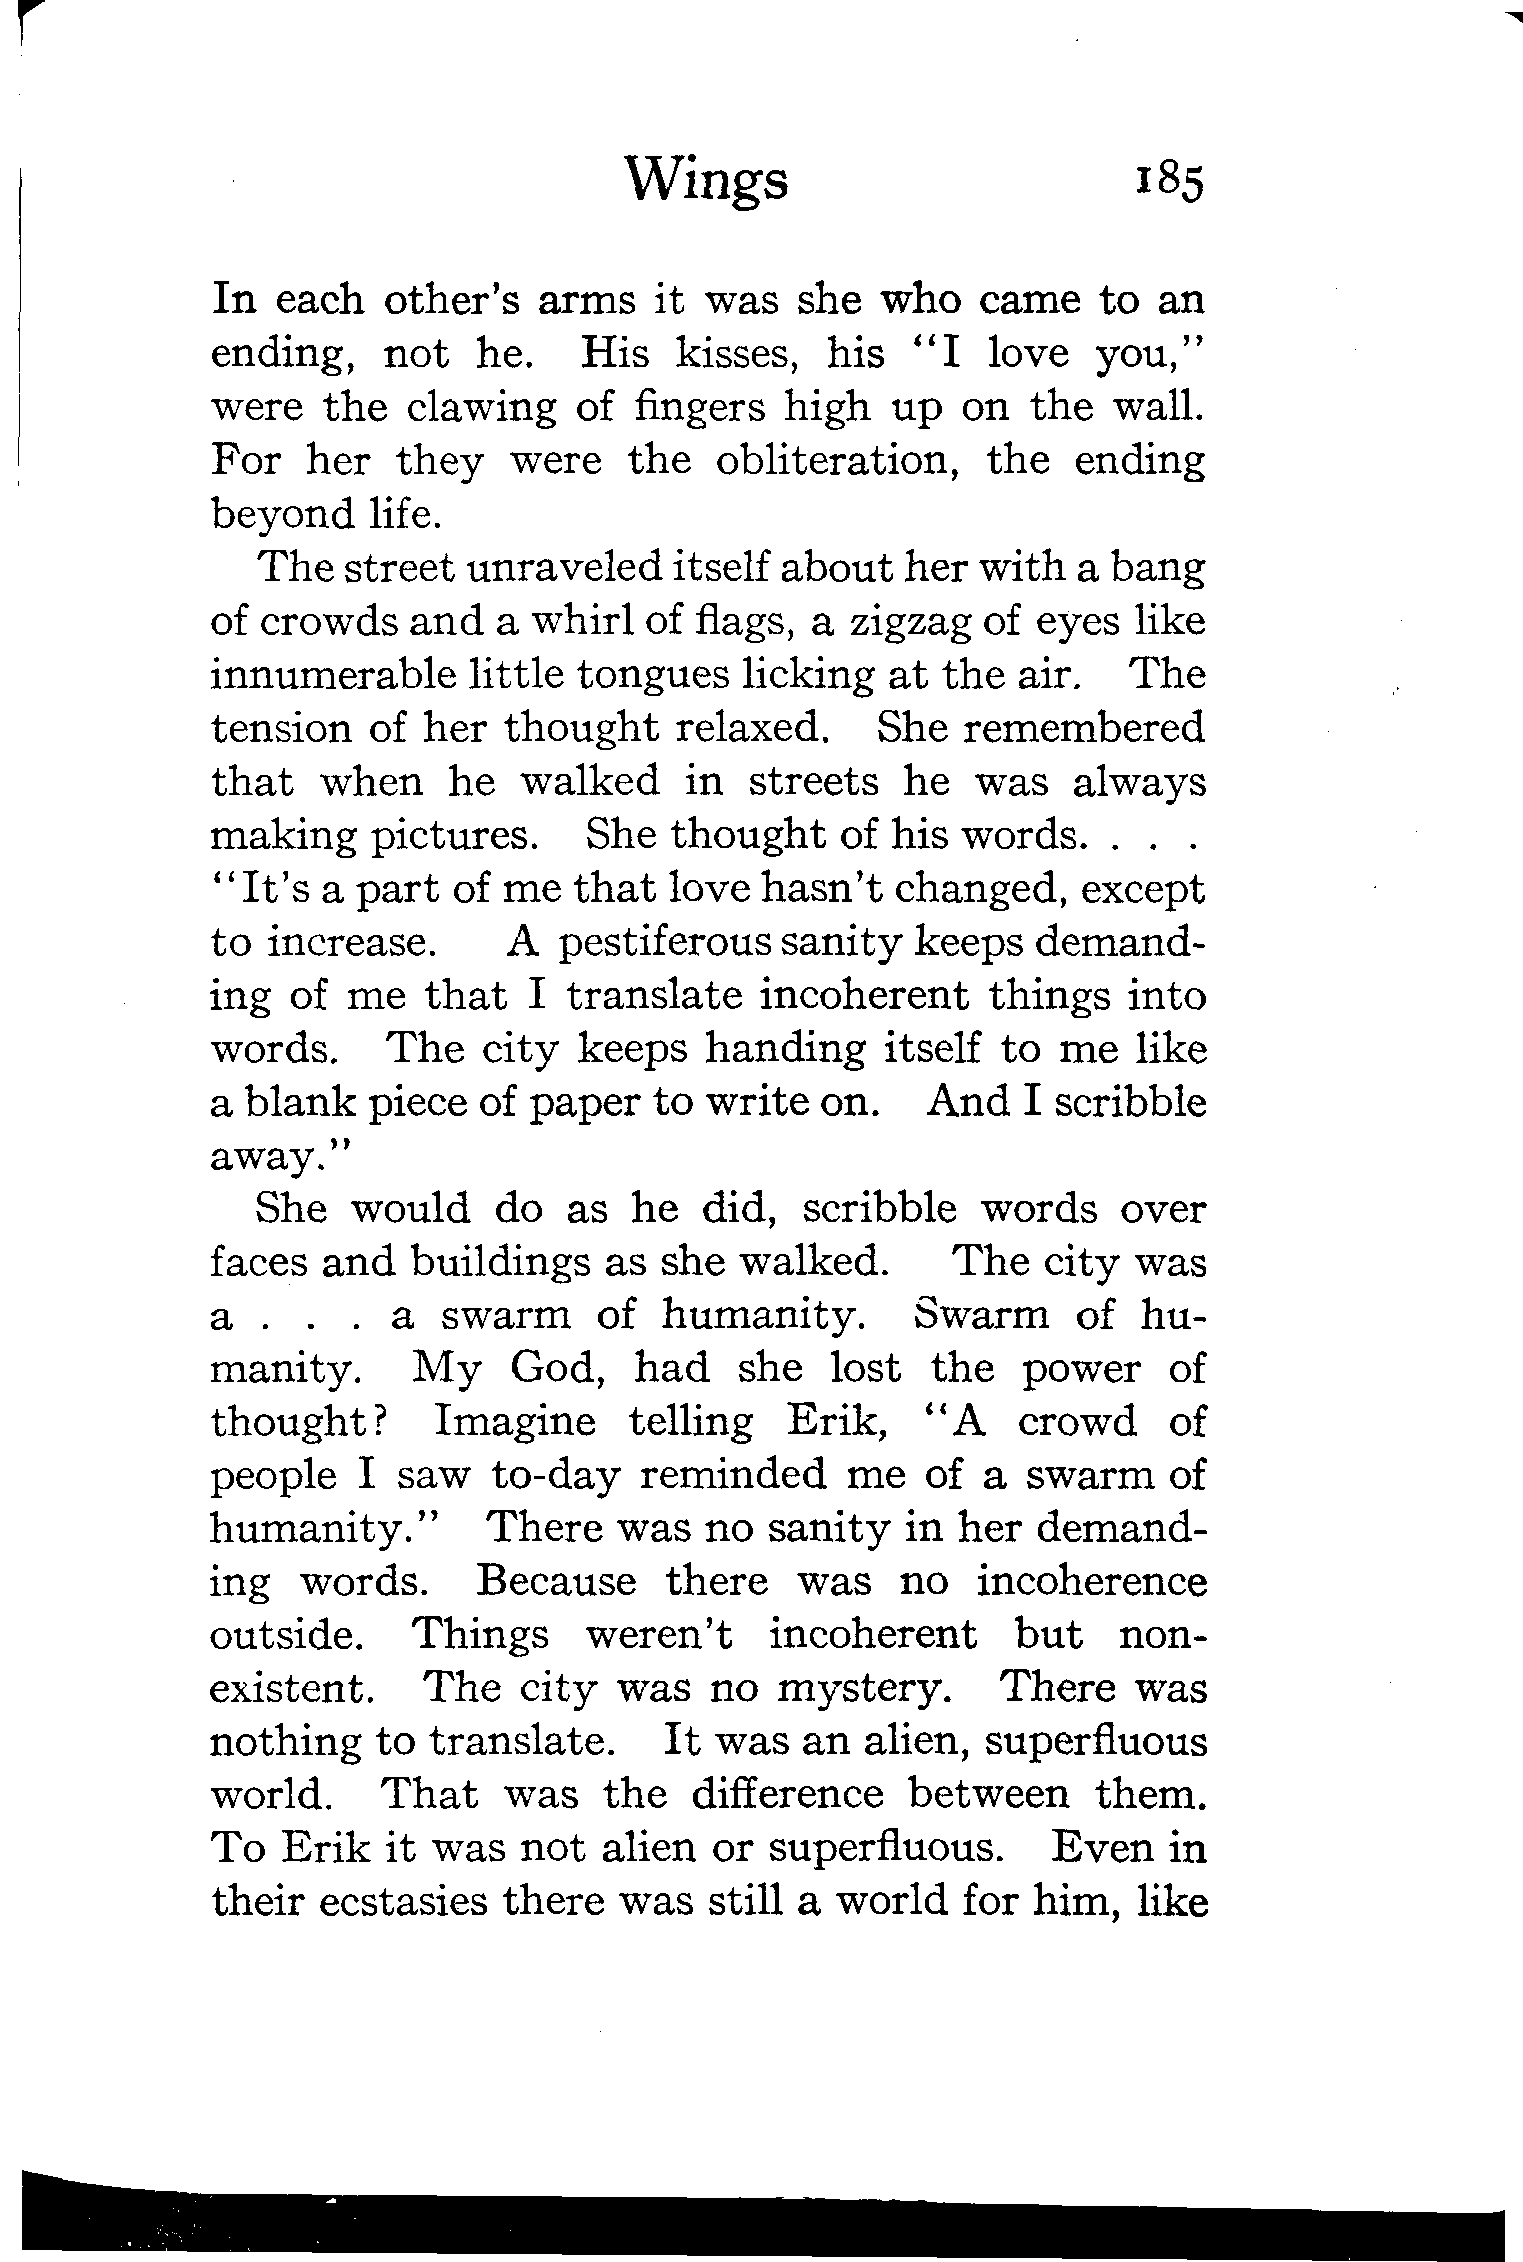 Wings 185
In each other's arms it was she who came to an
ending, not he. His kisses, his "I love you,"
were the clawing of fingers high up on the wall.
For her they were the obliteration, the ending
beyond life.
The street unraveled itself about her with a bang
of crowds and a whirl of flags, a zigzag of eyes like
innumerable little tongues licking at the air. The
tension of her thought relaxed. She remembered
that when he walked in streets he was always
making pictures. She thought of his words. . . .
"It's a part of me that love hasn't changed, except
to increase. A pestiferous sanity keeps demand-
ing of me that I translate incoherent things into
words. The city keeps handing itself to me like
a blank piece of paper to write on. And I scribble
away."
She would do as he did, scribble words over
faces and buildings as she walked. The city was
a . . . a swarm of humanity. Swarm of hu-
manity. My God, had she lost the power of
thought? Imagine telling Erik, "A crowd of
people I saw to-day reminded me of a swarm of
humanity." There was no sanity in her demand-
ing words. Because there was no incoherence
outside. Things weren't incoherent but non-
existent. The city was no mystery. There was
nothing to translate. It was an alien, superfluous
world. That was the difference between them.
To Erik it was not alien or superfluous. Even in
their ecstasies there was still a world for him, like